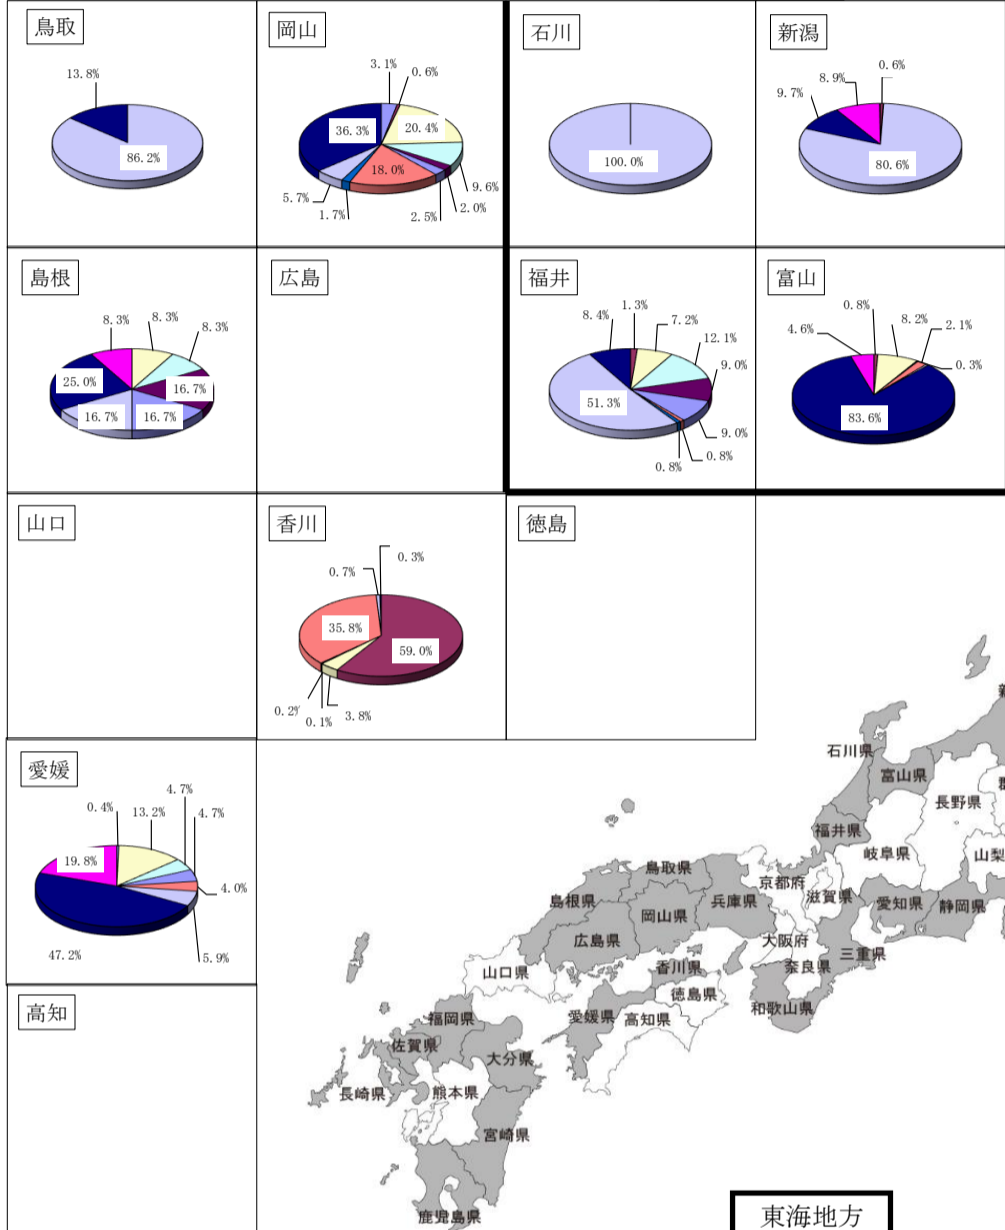 鳥取
13.8%
86.2%
岡山
3.1%
0.6%
36.3%
20.4%
5.7%
18.0%
9.6%
1.7%
2.5%
2.0%
石川
100.0%
新潟
0.6%
8.9%
9.7%
80.6%
島根
8.3%
8.3%
8.3%
25.0%
16.7%
16.7%
16.7%
広島
福井
8.4%
1.3%
7.2%
12.1%
9.0%
51.3%
9.0%
0.8%
0.8%
富山
0.8%
4.6%
8.2%
2.1%
0.3%
83.6%
山口
香川
0.3%
0.7%
35.8%
59.0%
0.2%
0.1%
3.8%
徳島
愛媛
0.4%
13.2%
4.7%
4.7%
19.8%
4.0%
47.2%
5.9%
高知
石川県
富山県
長野県
福井県
岐阜県
山梨
鳥取県
京都府
滋賀県
島根県
岡山県
兵庫県
愛知県
静岡県
広島県
大阪府
三重県
山口県
香川県
奈良県
徳島県
和歌山県
愛媛県
高知県
福岡県
佐賀県
大分県
長崎県
熊本県
宮崎県
鹿児島県
東海地方